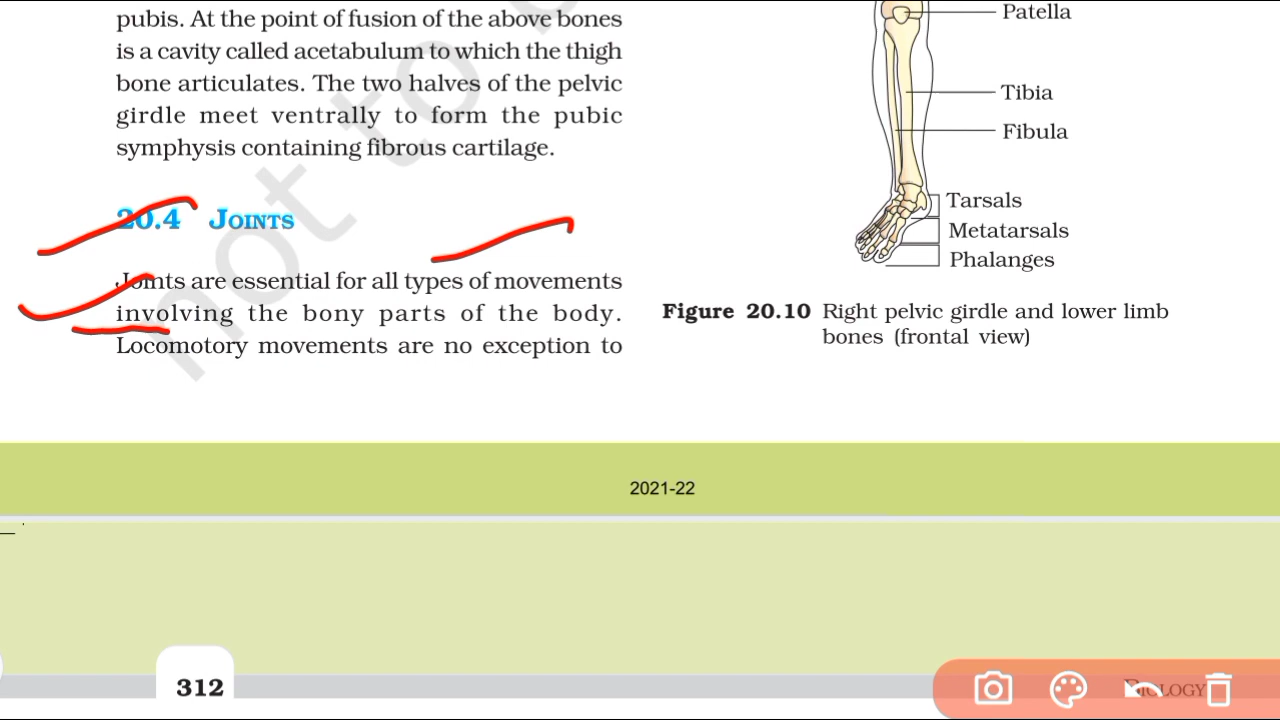 pubis. At the point of fusion of the above bones
is a cavity called acetabulum to which the thigh
bone articulates. The two halves of the pelvic
girdle meet ventrally to form the pubic
symphysis containing fibrous cartilage.
20.4 JOINTS
Joints are essential for all types of movements
involving the bony parts of the body.
Locomotory movements are no exception to
Patella
Tibia
Fibula
Tarsals
Metatarsals
Phalanges
Figure 20.10 Right pelvic girdle and lower limb
bones (frontal view)
not to
2021-22
312
BIOLOGY